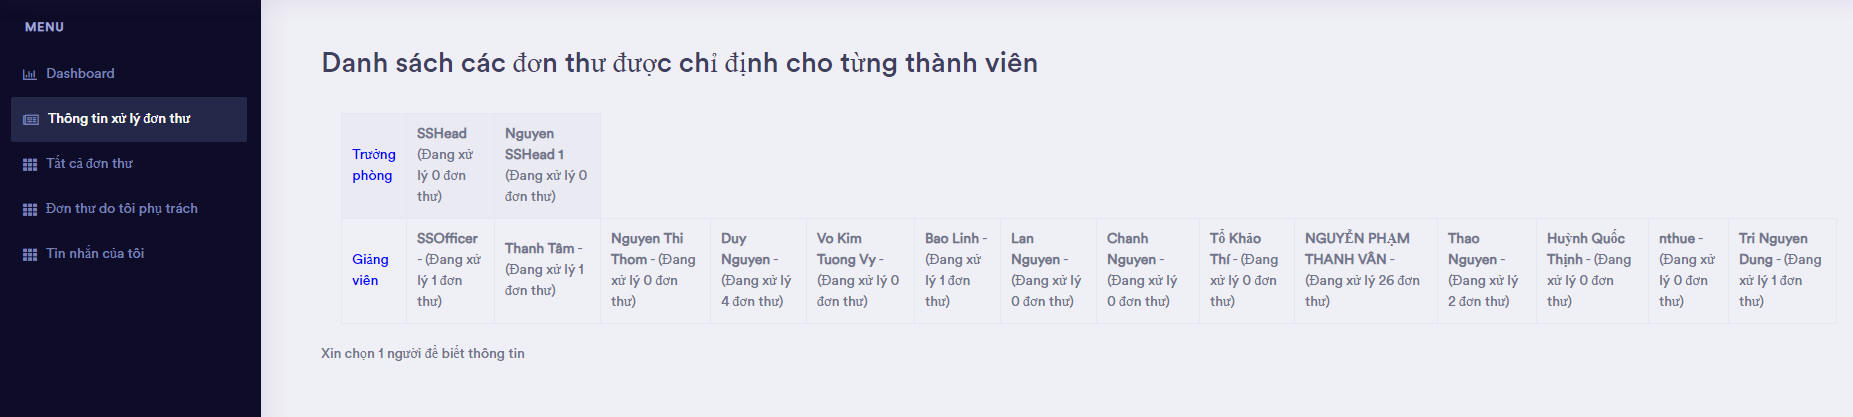 MENU
Dashboard
Thông tin xử lý đơn thư
Tất cả đơn thư
Đơn thư do tôi phụ trách
Tin nhắn của tôi
Danh sách các đơn thư được chỉ định cho từng thành viên
Trưởng
phòng
SSHead
(Đang xử
lý 0 đơn
thư)
Nguyen
SSHead 1
(Đang xử lý 0
đơn thư)
Giảng
viên
SSOfficer
- (Đang xử
lý 1 đơn
thư)
Thanh Tâm -
(Đang xử lý 1
đơn thư)
Nguyen Thi
Thom - (Đang
xử lý 0 đơn
thư)
Duy
Nguyen -
(Đang xử lý
4 đơn thư)
Vo Kim
Tuong Vy -
(Đang xử lý 0
đơn thư)
Bao Linh -
(Đang xử
lý 1 đơn
thư)
Lan
Nguyen -
(Đang xử lý
0 đơn thư)
Chanh
Nguyen -
(Đang xử lý
0 đơn thư)
Tổ Khảo
Thí - (Đang
xử lý 0 đơn
thư)
NGUYỄN PHẠM
THANH VÂN -
(Đang xử lý 26 đơn
thư)
Thao
Nguyen -
(Đang xử lý
2 đơn thư)
Huỳnh Quốc
Thịnh - (Đang
xử lý 0 đơn
thư)
nthue -
(Đang xử
lý 0 đơn
thư)
Tri Nguyen
Dung - (Đang
xử lý 1 đơn
thư)
Xin chọn 1 người để biết thông tin